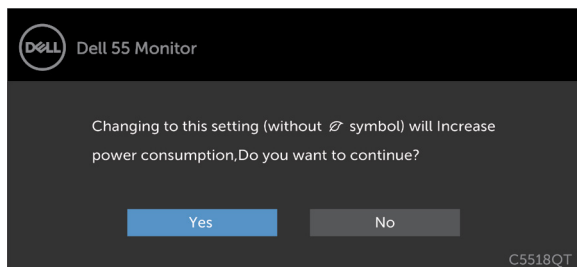 DELL Dell 55 Monitor
Changing to this setting (without symbol) will Increase
power consumption,Do you want to continue?
Yes No
C5518QT